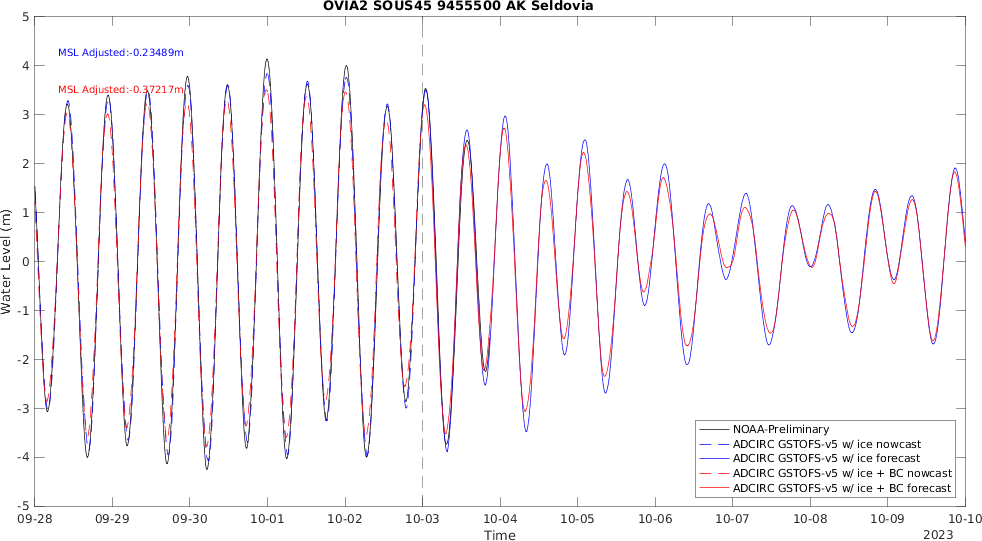 OVIA2 SOUS45 9455500 AK Seldovia
MSL Adjusted:-0.23489m
MSL Adjusted:-0.37217m
Water Level (m)
5
4
3
2
1
0
-1
-2
-3
-4
-5
NOAA-Preliminary
ADCIRC GSTOFS-v5 w/ ice nowcast
ADCIRC GSTOFS-v5 w/ ice forecast
ADCIRC GSTOFS-v5 w/ ice + BC nowcast
ADCIRC GSTOFS-v5 w/ ice + BC forecast
09-28 09-29 09-30 10-01 10-02 10-03 10-04 10-05 10-06 10-07 10-08 10-09 10-10
Time
2023